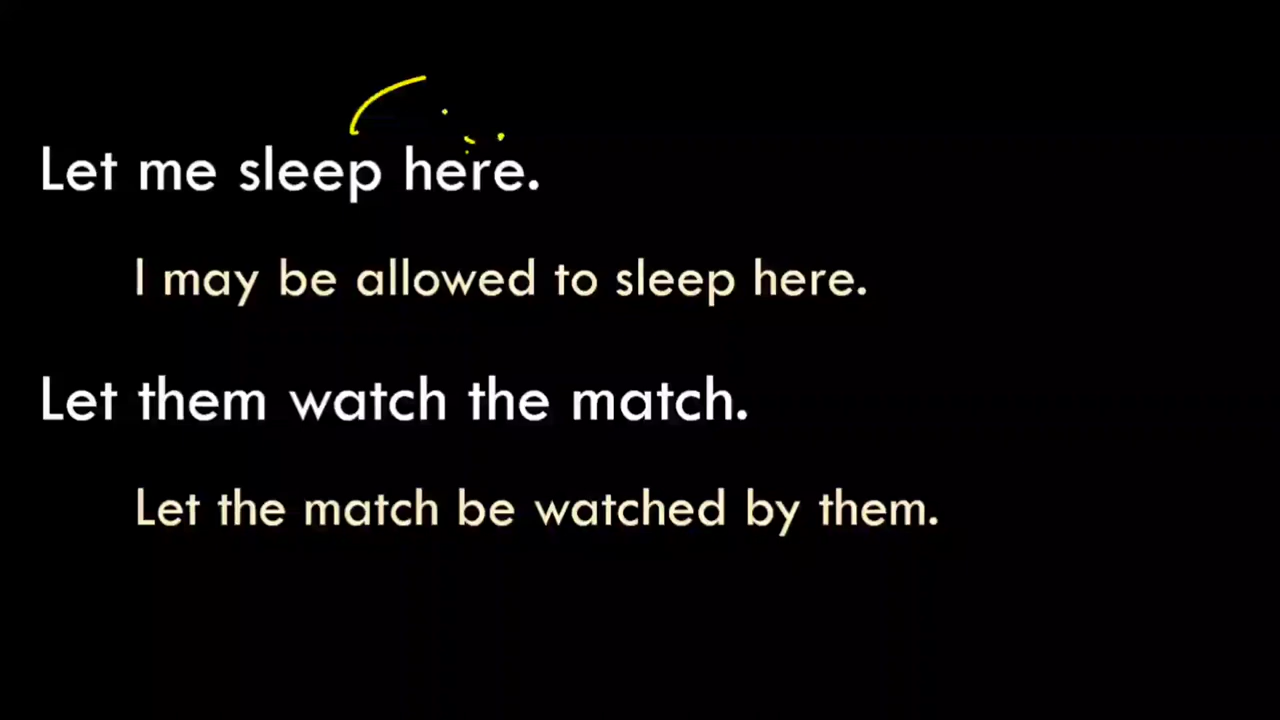 Let me sleep here.
I may be allowed to sleep here.
Let them watch the match.
Let the match be watched by them.